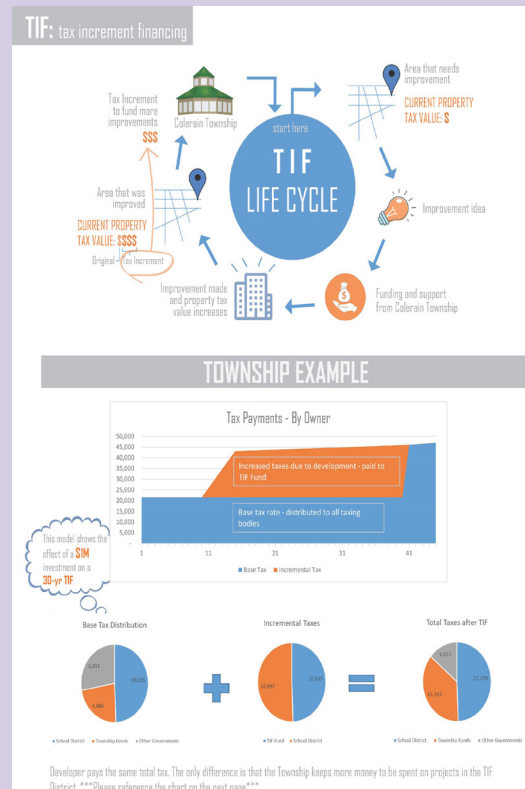 TIF: tax increment financing
Tax Increment
to fund more
improvements
$$$
Colerain Township
start here
TIF
LIFE CYCLE
Area that needs
improvement
CURRENT PROPERTY
TAX VALUE: $
Improvement idea
Funding and support
from Colerain Township
Improvement made
and property tax
value increases
Area that was
improved
CURRENT PROPERTY
TAX VALUE: $$$$
Original + Tax Increment
TOWNSHIP EXAMPLE
Tax Payments - By Owner
50,000
45,000
40,000
35,000
30,000
25,000
20,000
15,000
10,000
5,000
-
1 11 21 31 41
Increased taxes due to development - paid to
TIF Fund
Base tax rate - distributed to all taxing
bodies
Base Tax Incremental Tax
This model shows the
effect of a $1M
investment on a
30-yr TIF
Base Tax Distribution
Incremental Taxes
Total Taxes after TIF
School District Township Funds Other Governments
TIF Fund School District
School District Township Funds Other Governments
Developer pays the same total tax. The only difference is that the Township keeps more money to be spent on projects in the TIF
District. ***Please reference the chart on the next page***